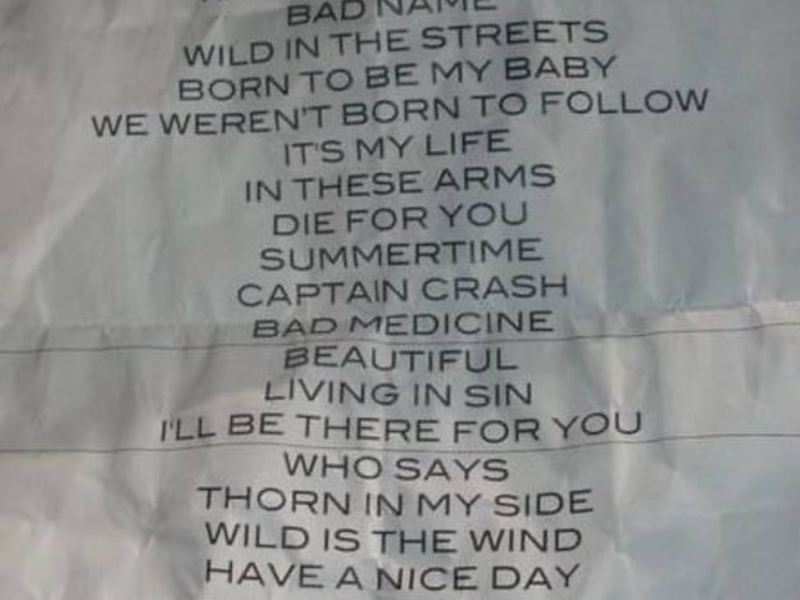 BAD NAME
WILD IN THE STREETS
BORN TO BE MY BABY
WE WEREN'T BORN TO FOLLOW
IT'S MY LIFE
IN THESE ARMS
DIE FOR YOU
SUMMERTIME
CAPTAIN CRASH
BAD MEDICINE
BEAUTIFUL
LIVING IN SIN
I'LL BE THERE FOR YOU
WHO SAYS
THORN IN MY SIDE
WILD IS THE WIND
HAVE A NICE DAY